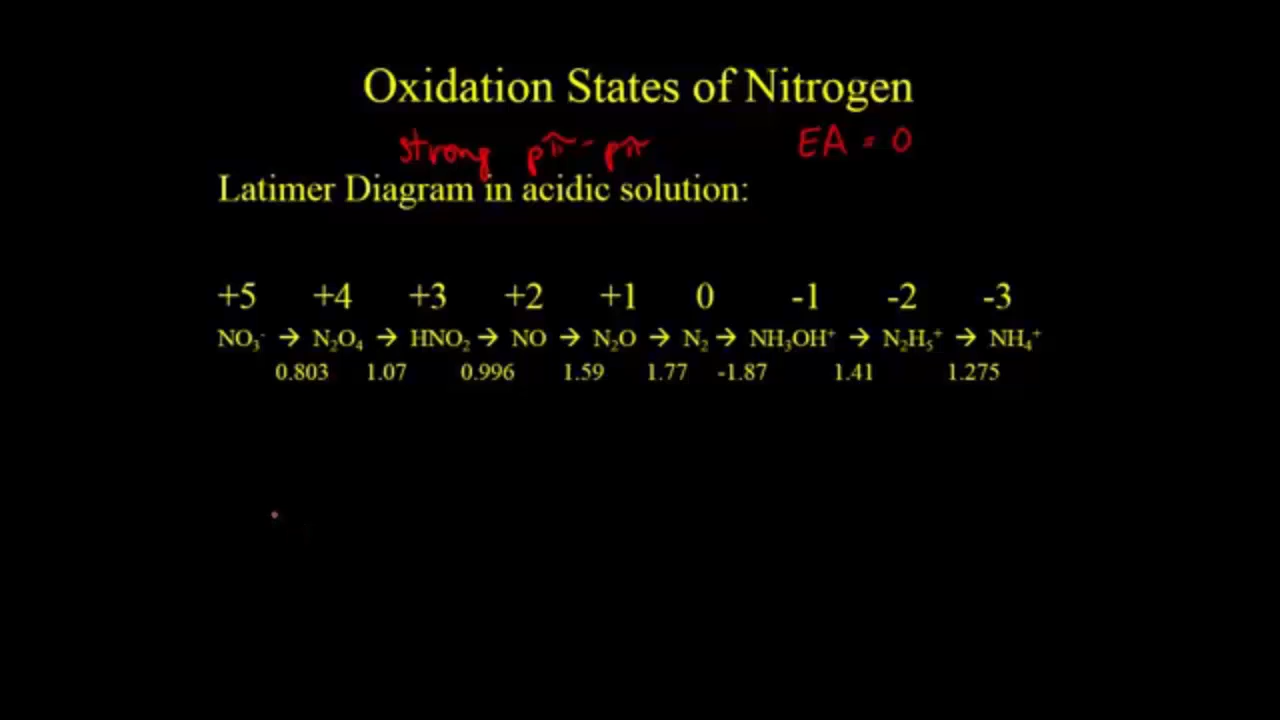 Oxidation States of Nitrogen
strong pπ - pπ EA = 0
Latimer Diagram in acidic solution:
+5 +4 +3 +2 +1 0 -1 -2 -3
NO₃⁻ → N₂O₄ → HNO₂ → NO → N₂O → N₂ → NH₃OH⁺ → N₂H₅⁺ → NH₄⁺
0.803 1.07 0.996 1.59 1.77 -1.87 1.41 1.275